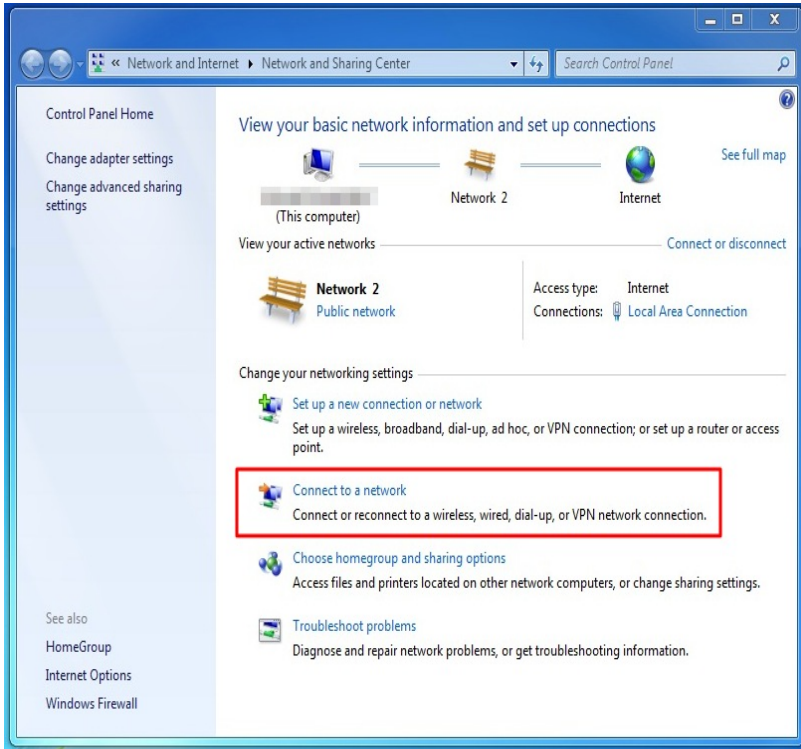 « Network and Internet ▸ Network and Sharing Center
Search Control Panel
Control Panel Home
Change adapter settings
Change advanced sharing
settings
See also
HomeGroup
Internet Options
Windows Firewall
View your basic network information and set up connections
See full map
(This computer)
Network 2
Internet
View your active networks
Connect or disconnect
Network 2
Public network
Access type: Internet
Connections: Local Area Connection
Change your networking settings
Set up a new connection or network
Set up a wireless, broadband, dial-up, ad hoc, or VPN connection; or set up a router or access
point.
Connect to a network
Connect or reconnect to a wireless, wired, dial-up, or VPN network connection.
Choose homegroup and sharing options
Access files and printers located on other network computers, or change sharing settings.
Troubleshoot problems
Diagnose and repair network problems, or get troubleshooting information.